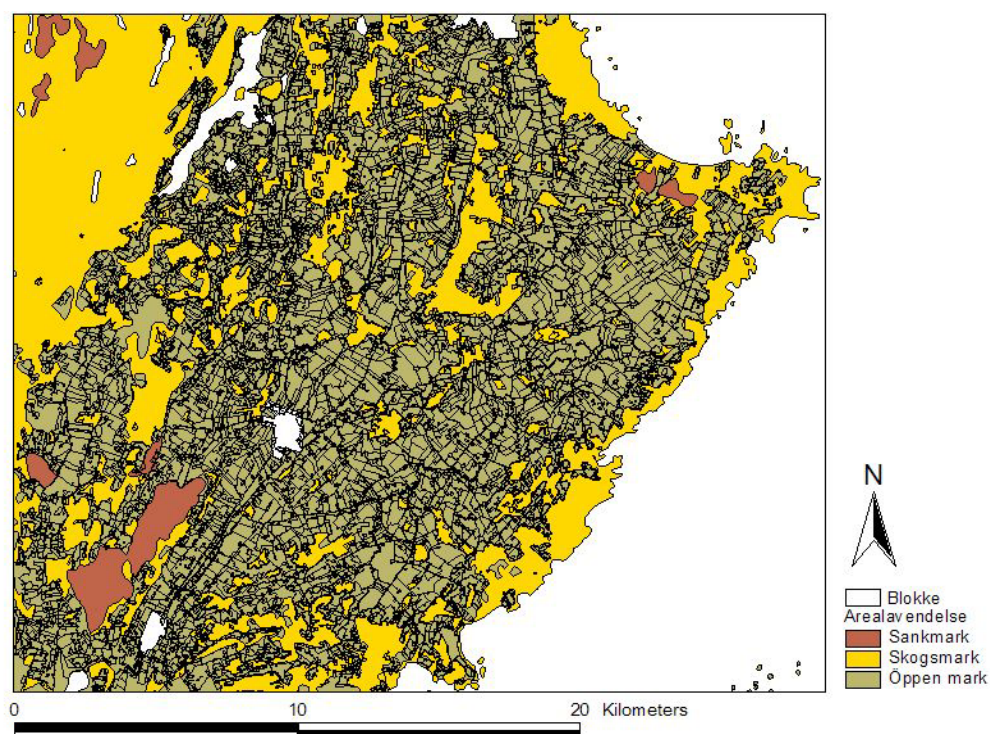 N
Blokke
Arealavendelse
Sankmark
Skogsmark
Öppen mark
0 10 20 Kilometers